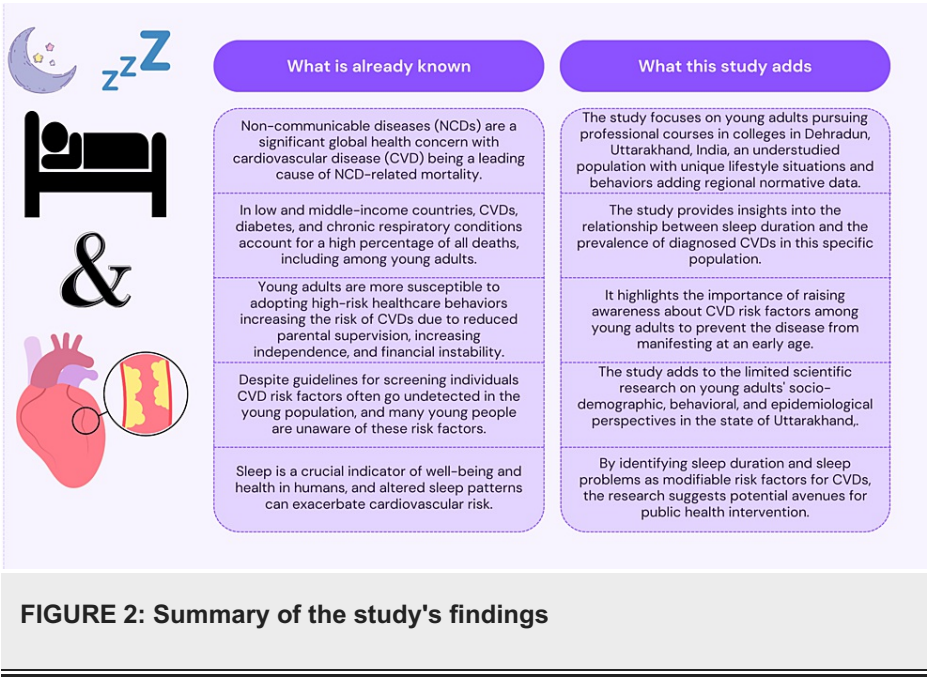 zzZ
What is already known
What this study adds
Non-communicable diseases (NCDs) are a
significant global health concern with
cardiovascular disease (CVD) being a leading
cause of NCD-related mortality.
The study focuses on young adults pursuing
professional courses in colleges in Dehradun,
Uttarakhand, India, an understudied
population with unique lifestyle situations and
behaviors adding regional normative data.
In low and middle-income countries, CVDs,
diabetes, and chronic respiratory conditions
account for a high percentage of all deaths,
including among young adults.
The study provides insights into the
relationship between sleep duration and the
prevalence of diagnosed CVDs in this specific
population.
&
Young adults are more susceptible to
adopting high-risk healthcare behaviors
increasing the risk of CVDs due to reduced
parental supervision, increasing
independence, and financial instability.
It highlights the importance of raising
awareness about CVD risk factors among
young adults to prevent the disease from
manifesting at an early age.
Despite guidelines for screening individuals
CVD risk factors often go undetected in the
young population, and many young people
are unaware of these risk factors.
The study adds to the limited scientific
research on young adults' socio-
demographic, behavioral, and epidemiological
perspectives in the state of Uttarakhand,.
Sleep is a crucial indicator of well-being and
health in humans, and altered sleep patterns
can exacerbate cardiovascular risk.
By identifying sleep duration and sleep
problems as modifiable risk factors for CVDs,
the research suggests potential avenues for
public health intervention.
FIGURE 2: Summary of the study's findings